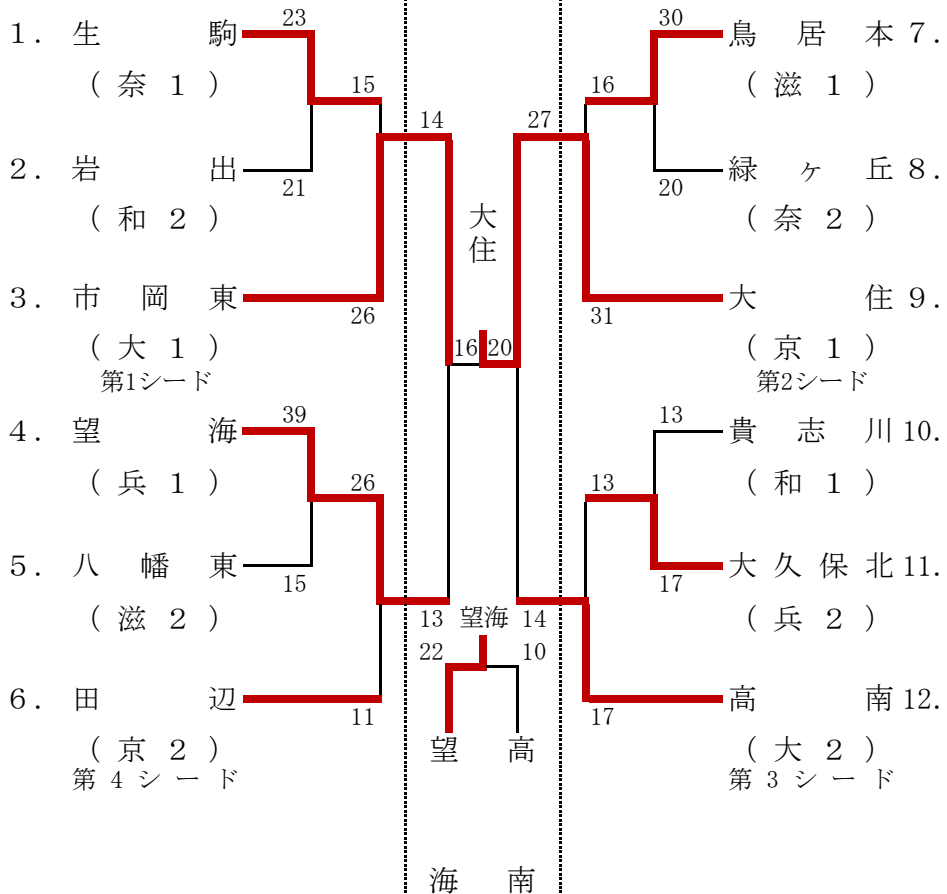 23
30
1. 生駒
鳥居本 7.
(奈1)
15
16
(滋1)
14
27
2. 岩出
緑ヶ丘 8.
21
20
(和2)
(奈2)
大住
3. 市岡東
大住 9.
26
31
(大1)
16
20
(京1)
第1シード
第2シード
39
13
4. 望海
貴志川 10.
(兵1)
26
13
(和1)
5. 八幡東
大久保北 11.
15
17
(滋2)
13
望海
14
(兵2)
22
10
6. 田辺
高南 12.
11
17
(京2)
望海
高南
(大2)
第4シード
第3シード